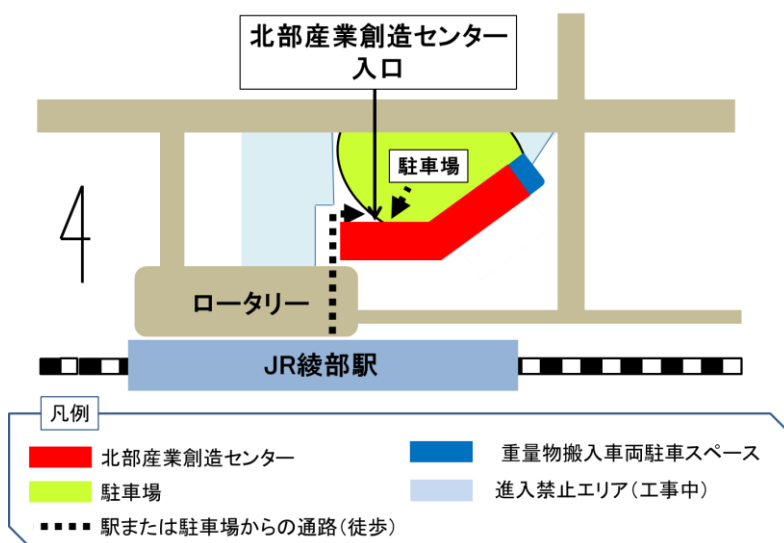 北部産業創造センター
入口
駐車場
ロータリー
JR綾部駅
凡例
北部産業創造センター
重量物搬入車両駐車スペース
駐車場
進入禁止エリア(工事中)
駅または駐車場からの通路(徒歩)